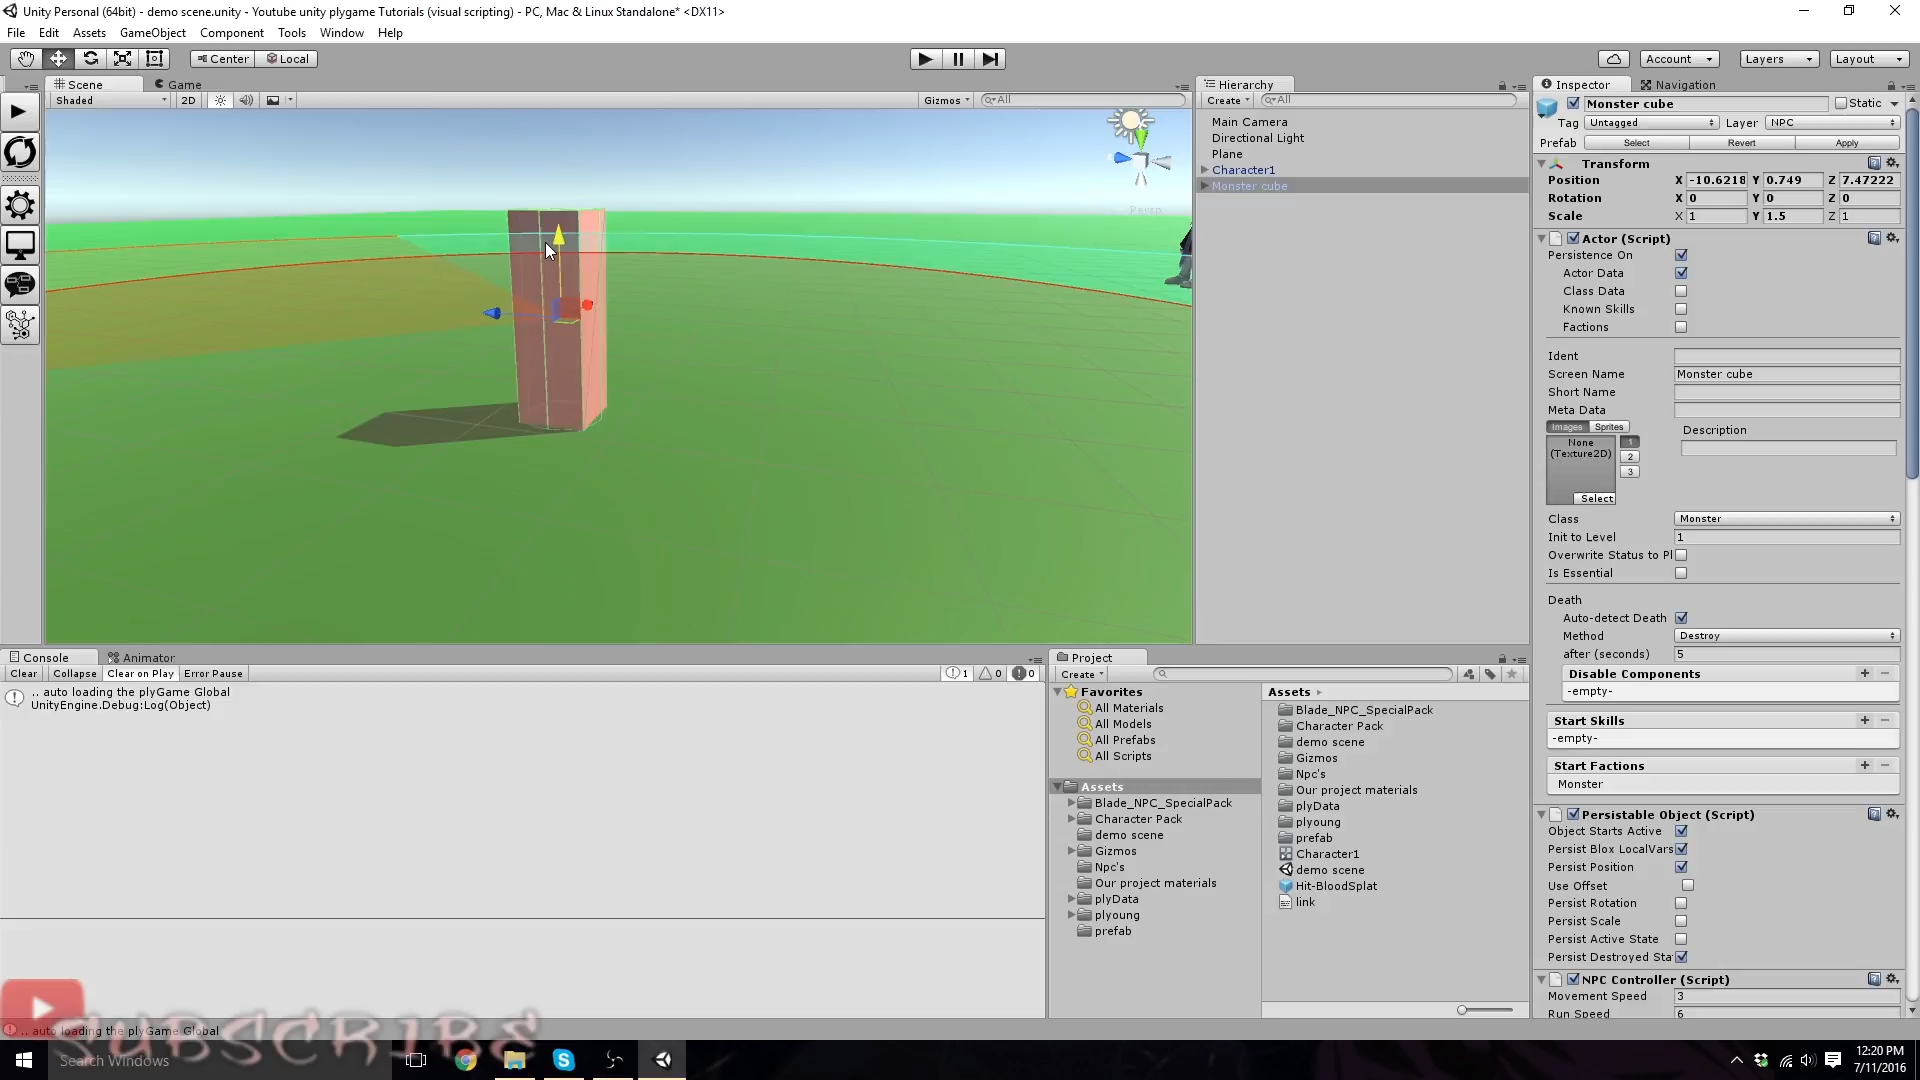 Unity Personal (64bit) - demo scene.unity - Youtube unity plygame Tutorials (visual scripting) - PC, Mac & Linux Standalone* <DX11>
File Edit Assets GameObject Component Tools Window Help
Center Local Account Layers Layout
Scene Game
Shaded 2D Gizmos All
Persp
Hierarchy
Create All
Main Camera
Directional Light
Plane
Character1
Monster cube
Inspector Navigation
Monster cube Static
Tag Untagged Layer NPC
Prefab Select Revert Apply
Transform
Position X -10.6218 Y 0.749 Z 7.47222
Rotation X 0 Y 0 Z 0
Scale X 1 Y 1.5 Z 1
Actor (Script)
Persistence On
Actor Data
Class Data
Known Skills
Factions
Ident
Screen Name Monster cube
Short Name
Meta Data
Images Sprites Description
None
(Texture2D)
1
2
3
Select
Class Monster
Init to Level 1
Overwrite Status to Pl
Is Essential
Death
Auto-detect Death
Method Destroy
after (seconds) 5
Disable Components
-empty-
Start Skills
-empty-
Start Factions
Monster
Persistable Object (Script)
Object Starts Active
Persist Blox LocalVars
Persist Position
Use Offset
Persist Rotation
Persist Scale
Persist Active State
Persist Destroyed Sta
NPC Controller (Script)
Movement Speed 3
Run Speed 6
Console Animator
Clear Collapse Clear on Play Error Pause 1 0 0
.. auto loading the plyGame Global
UnityEngine.Debug:Log(Object)
Project
Create
Favorites
All Materials
All Models
All Prefabs
All Scripts
Assets
Blade_NPC_SpecialPack
Character Pack
demo scene
Gizmos
Npc's
Our project materials
plyData
plyoung
prefab
Assets
Blade_NPC_SpecialPack
Character Pack
demo scene
Gizmos
Npc's
Our project materials
plyData
plyoung
prefab
Character1
demo scene
Hit-BloodSplat
link
.. auto loading the plyGame Global
SUBSCRIBE
Search Windows
12:20 PM
7/11/2016